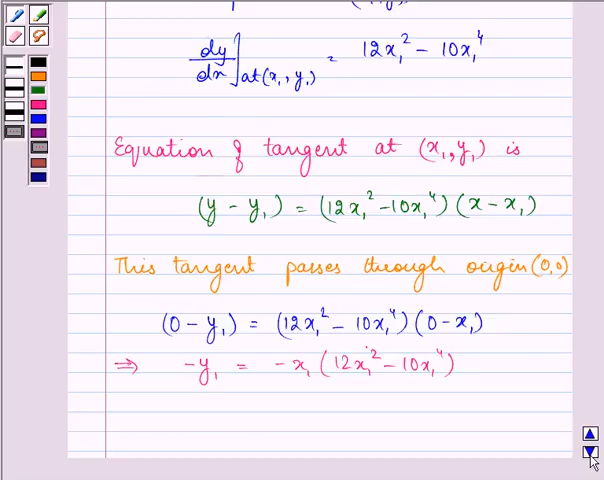 dy/dx]at(x₁, y₁) = 12x₁² - 10x₁⁴
Equation of tangent at (x₁, y₁) is
(y - y₁) = (12x₁² - 10x₁⁴) (x - x₁)
This tangent passes through origin (0, 0)
(0 - y₁) = (12x₁² - 10x₁⁴) (0 - x₁)
⇒ -y₁ = -x₁ (12x₁² - 10x₁⁴)